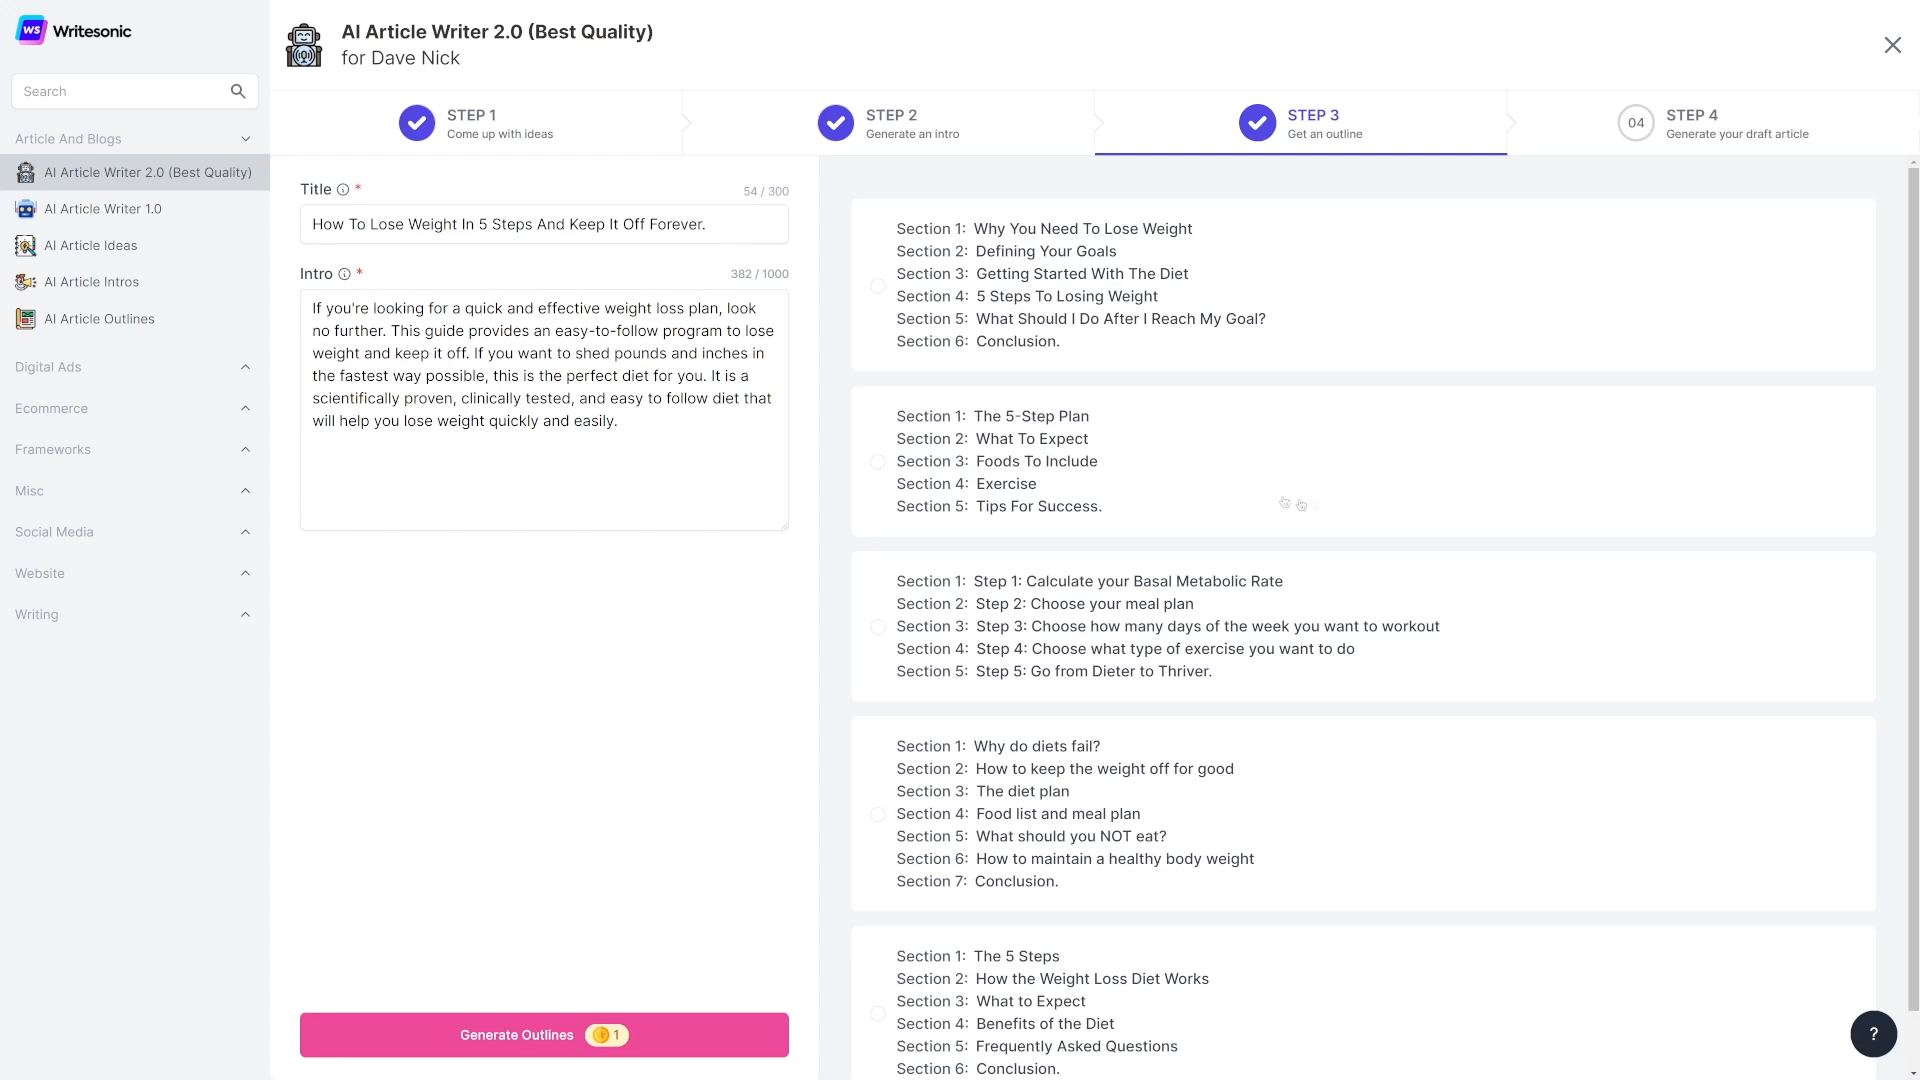 WS Writesonic
Search
Article And Blogs
AI Article Writer 2.0 (Best Quality)
AI Article Writer 1.0
AI Article Ideas
AI Article Intros
AI Article Outlines
Digital Ads
Ecommerce
Frameworks
Misc
Social Media
Website
Writing
AI Article Writer 2.0 (Best Quality)
for Dave Nick
STEP 1
Come up with ideas
STEP 2
Generate an intro
STEP 3
Get an outline
04
STEP 4
Generate your draft article
Title *
54 / 300
How To Lose Weight In 5 Steps And Keep It Off Forever.
Intro *
382 / 1000
If you're looking for a quick and effective weight loss plan, look
no further. This guide provides an easy-to-follow program to lose
weight and keep it off. If you want to shed pounds and inches in
the fastest way possible, this is the perfect diet for you. It is a
scientifically proven, clinically tested, and easy to follow diet that
will help you lose weight quickly and easily.
Generate Outlines 1
Section 1: Why You Need To Lose Weight
Section 2: Defining Your Goals
Section 3: Getting Started With The Diet
Section 4: 5 Steps To Losing Weight
Section 5: What Should I Do After I Reach My Goal?
Section 6: Conclusion.
Section 1: The 5-Step Plan
Section 2: What To Expect
Section 3: Foods To Include
Section 4: Exercise
Section 5: Tips For Success.
Section 1: Step 1: Calculate your Basal Metabolic Rate
Section 2: Step 2: Choose your meal plan
Section 3: Step 3: Choose how many days of the week you want to workout
Section 4: Step 4: Choose what type of exercise you want to do
Section 5: Step 5: Go from Dieter to Thriver.
Section 1: Why do diets fail?
Section 2: How to keep the weight off for good
Section 3: The diet plan
Section 4: Food list and meal plan
Section 5: What should you NOT eat?
Section 6: How to maintain a healthy body weight
Section 7: Conclusion.
Section 1: The 5 Steps
Section 2: How the Weight Loss Diet Works
Section 3: What to Expect
Section 4: Benefits of the Diet
Section 5: Frequently Asked Questions
Section 6: Conclusion.
?